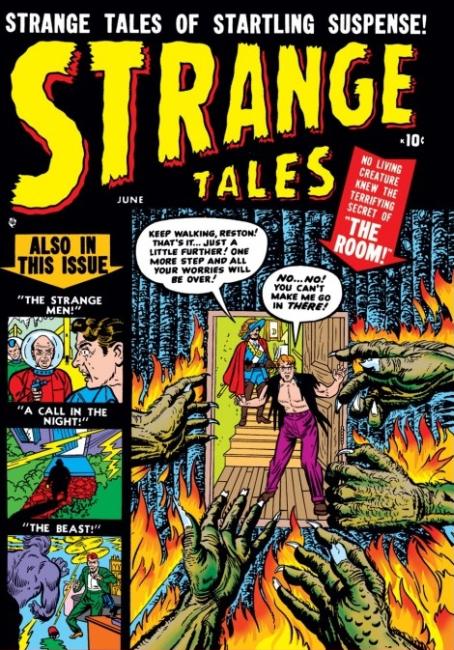 STRANGE TALES OF STARTLING SUSPENSE!
STRANGE
TALES
K 10¢
JUNE
NO LIVING
CREATURE
KNEW THE
TERRIFYING
SECRET OF
"THE
ROOM!"
ALSO IN
THIS ISSUE
"THE STRANGE
MEN!"
"A CALL IN THE
NIGHT!"
"THE BEAST!"
KEEP WALKING, RESTON!
THAT'S IT... JUST A
LITTLE FURTHER! ONE
MORE STEP AND ALL
YOUR WORRIES WILL
BE OVER!
NO...NO!
YOU CAN'T
MAKE ME GO
IN THERE!